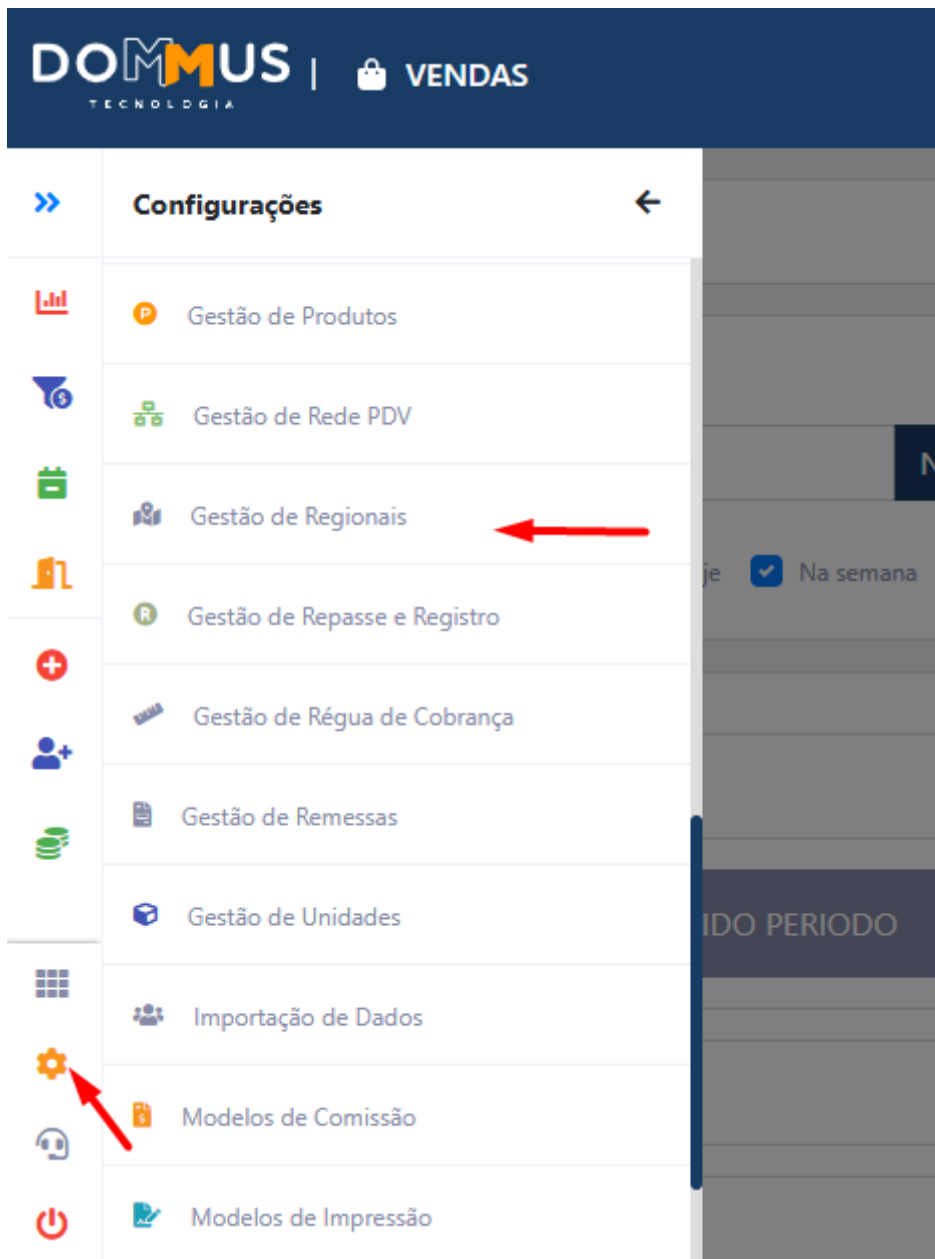 DOMMUS | VENDAS
TECNOLOGIA
Configurações
Gestão de Produtos
Gestão de Rede PDV
N
Gestão de Regionais
je Na semana
Gestão de Repasse e Registro
Gestão de Régua de Cobrança
Gestão de Remessas
Gestão de Unidades
IDO PERIODO
Importação de Dados
Modelos de Comissão
Modelos de Impressão